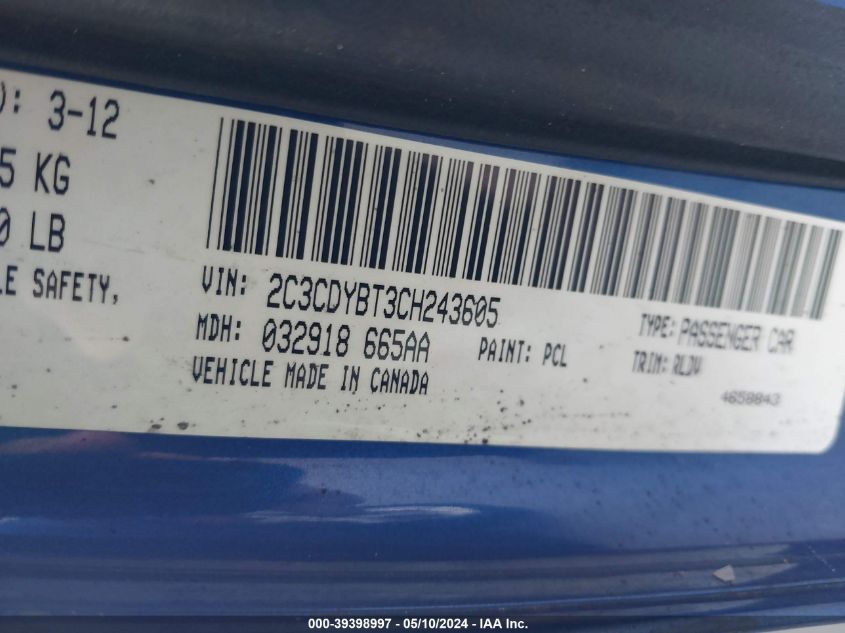 ): 3-12
5 KG
0 LB
LE SAFETY,
VIN: 2C3CDYBT3CH243605
MDH: 032918 665AA
PAINT: PCL
VEHICLE MADE IN CANADA
TYPE: PASSENGER CAR
TRIM: RLDV
4658843
000-39398997 - 05/10/2024 - IAA Inc.